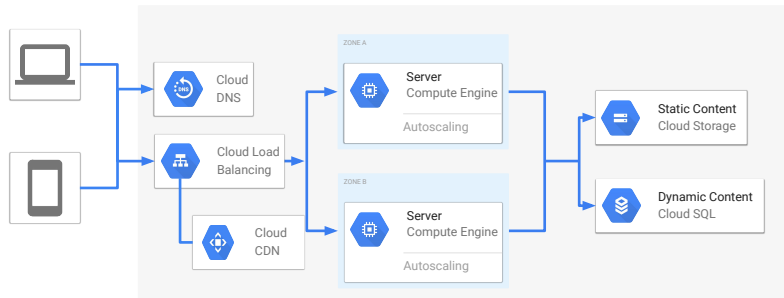 Cloud
DNS
DNS
Cloud Load
Balancing
Cloud
CDN
ZONE A
Server
Compute Engine
Autoscaling
ZONE B
Server
Compute Engine
Autoscaling
Static Content
Cloud Storage
Dynamic Content
Cloud SQL